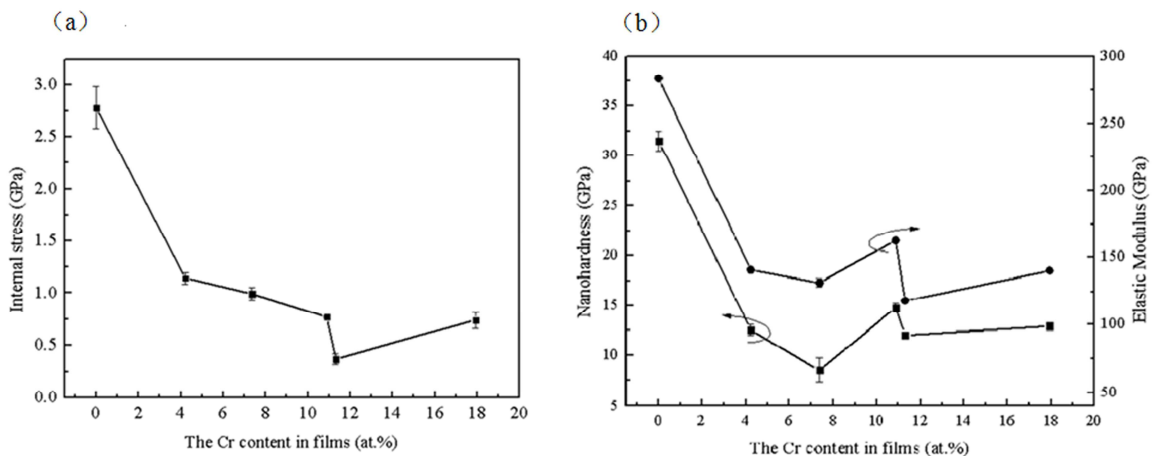 (a)
3.0
2.5
2.0
1.5
1.0
0.5
0.0
Internal stress (GPa)
0 2 4 6 8 10 12 14 16 18 20
The Cr content in films (at.%)
(b)
40
35
30
25
20
15
10
5
Nanohardness (GPa)
300
250
200
150
100
50
Elastic Modulus (GPa)
0 2 4 6 8 10 12 14 16 18 20
The Cr content in films (at.%)